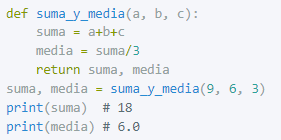 def suma_y_media(a, b, c):
    suma = a+b+c
    media = suma/3
    return suma, media
suma, media = suma_y_media(9, 6, 3)
print(suma)  # 18
print(media) # 6.0